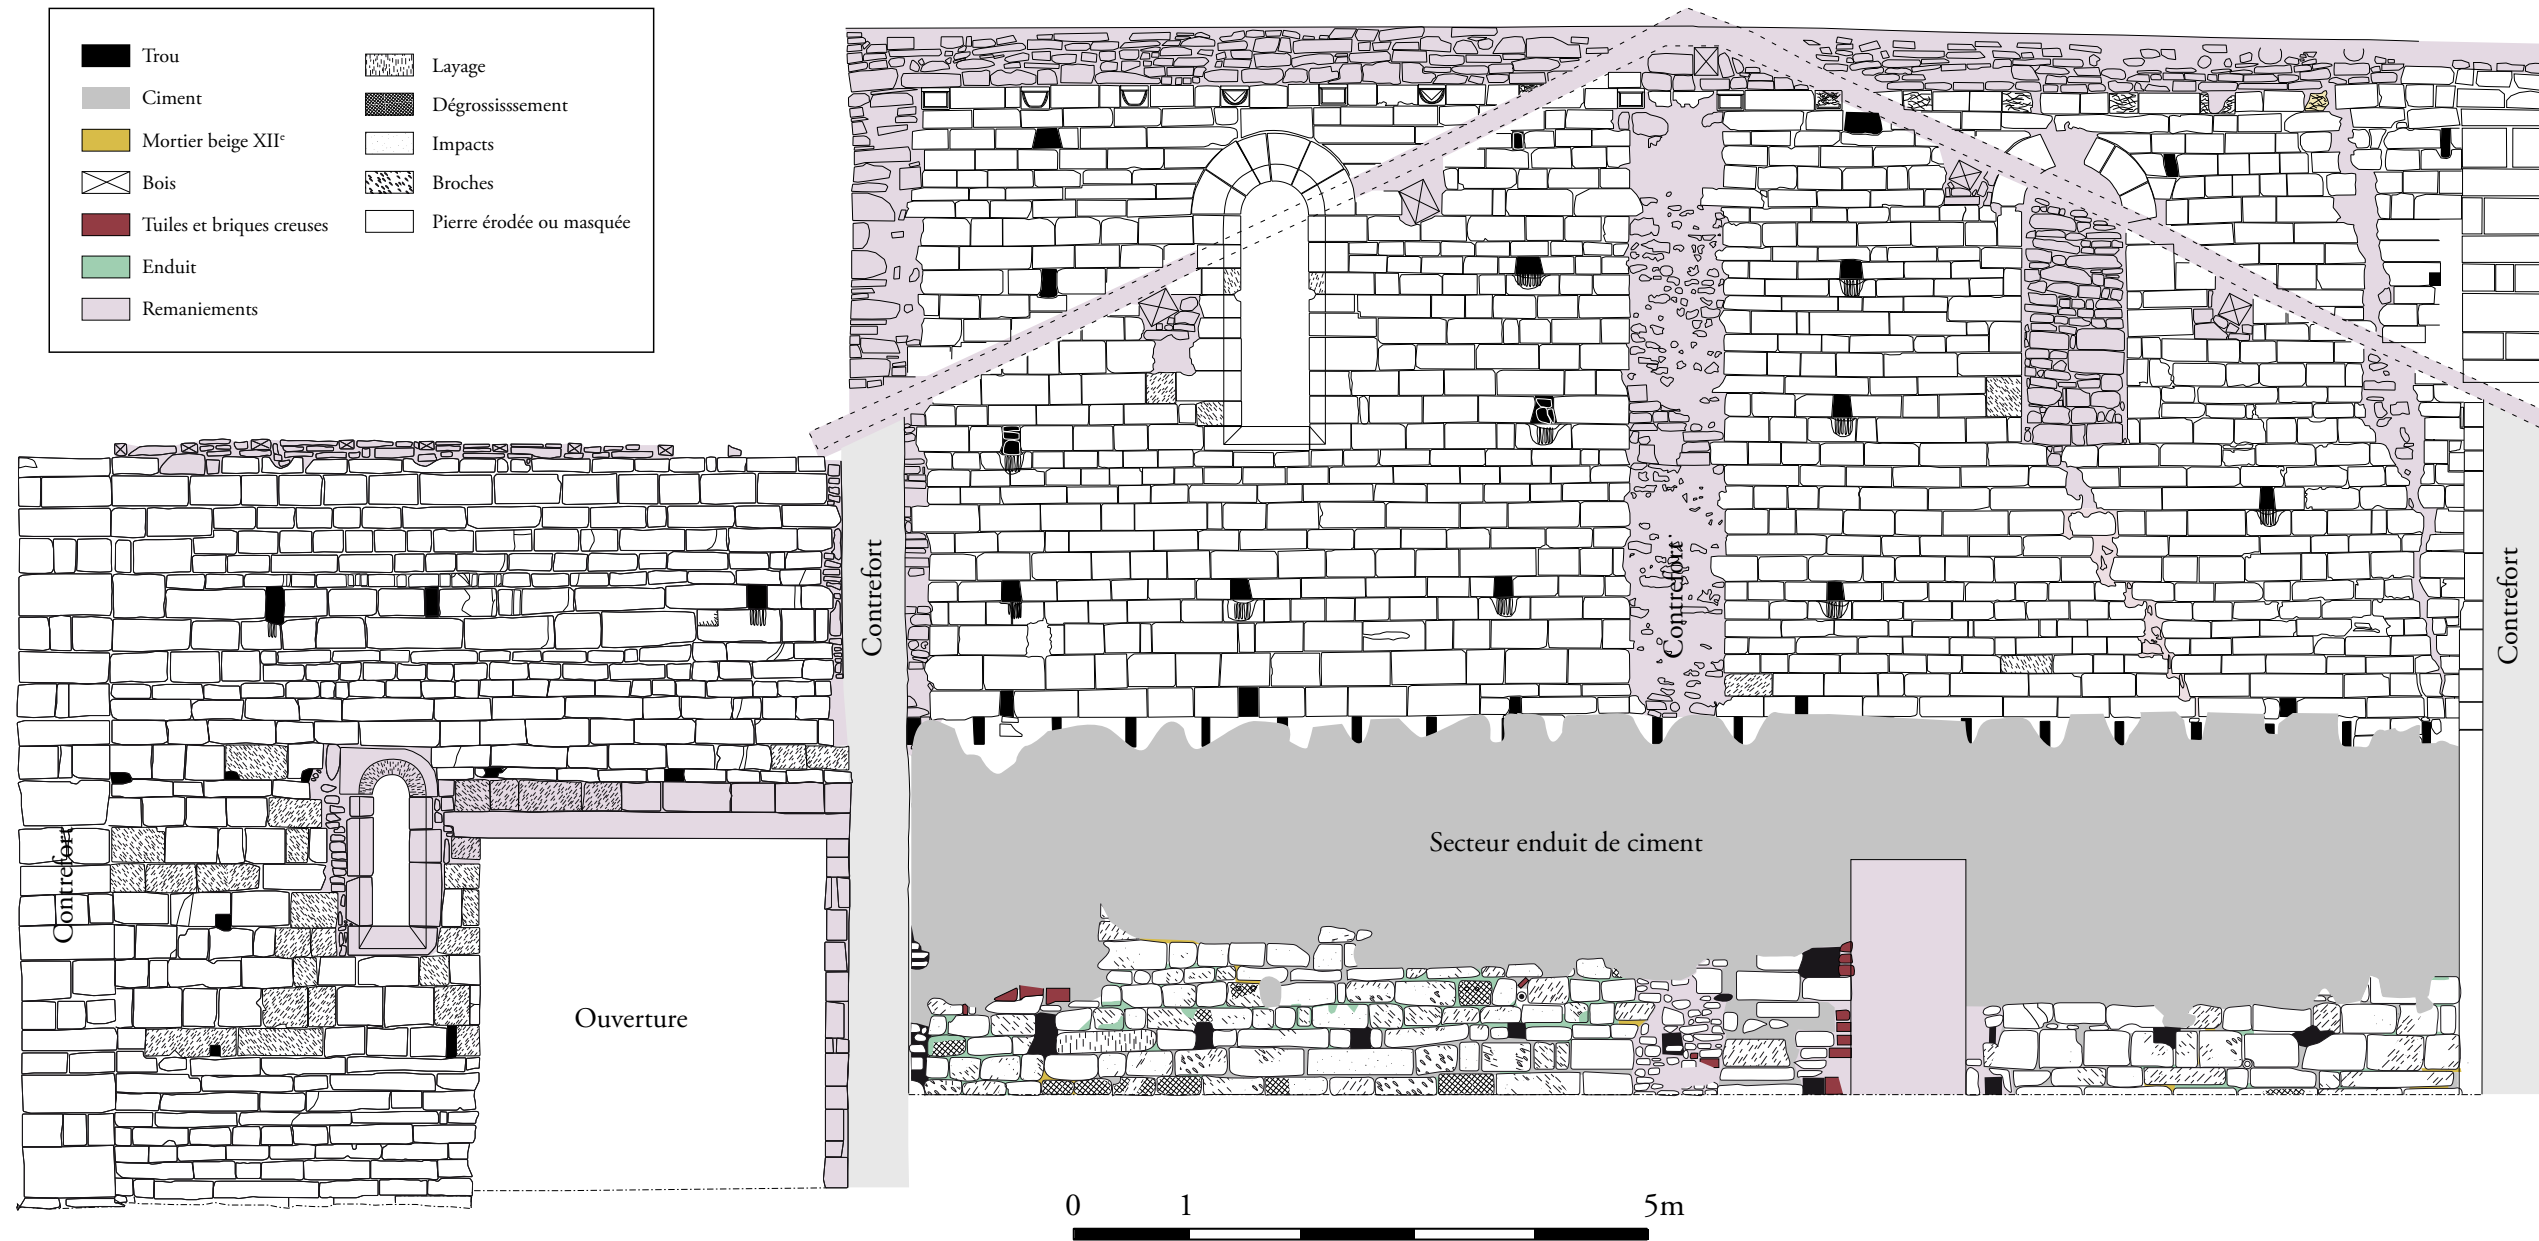 Trou
Ciment
Mortier beige XIIᵉ
Bois
Tuiles et briques creuses
Enduit
Remaniements
Layage
Dégrossisssement
Impacts
Broches
Pierre érodée ou masquée
Contrefort
Contrefort
Contrefort
Contrefort
Secteur enduit de ciment
Ouverture
0 1 5m